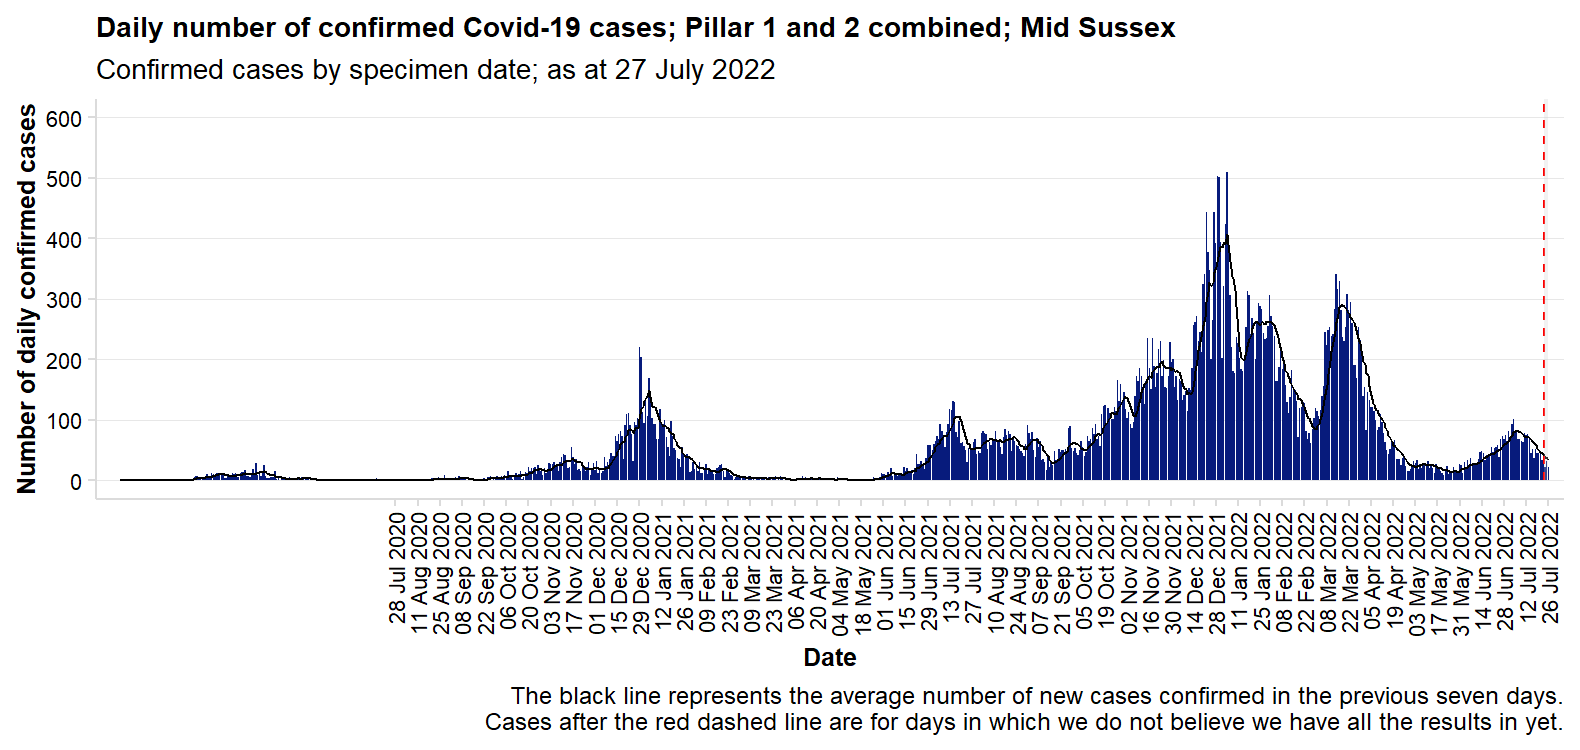 Daily number of confirmed Covid-19 cases; Pillar 1 and 2 combined; Mid Sussex
Confirmed cases by specimen date; as at 27 July 2022
Number of daily confirmed cases
600
500
400
300
200
100
0
28 Jul 2020
11 Aug 2020
25 Aug 2020
08 Sep 2020
22 Sep 2020
06 Oct 2020
20 Oct 2020
03 Nov 2020
17 Nov 2020
01 Dec 2020
15 Dec 2020
29 Dec 2020
12 Jan 2021
26 Jan 2021
09 Feb 2021
23 Feb 2021
09 Mar 2021
23 Mar 2021
06 Apr 2021
20 Apr 2021
04 May 2021
18 May 2021
01 Jun 2021
15 Jun 2021
29 Jun 2021
13 Jul 2021
27 Jul 2021
10 Aug 2021
24 Aug 2021
07 Sep 2021
21 Sep 2021
05 Oct 2021
19 Oct 2021
02 Nov 2021
16 Nov 2021
30 Nov 2021
14 Dec 2021
28 Dec 2021
11 Jan 2022
25 Jan 2022
08 Feb 2022
22 Feb 2022
08 Mar 2022
22 Mar 2022
05 Apr 2022
19 Apr 2022
03 May 2022
17 May 2022
31 May 2022
14 Jun 2022
28 Jun 2022
12 Jul 2022
26 Jul 2022
Date
The black line represents the average number of new cases confirmed in the previous seven days.
Cases after the red dashed line are for days in which we do not believe we have all the results in yet.